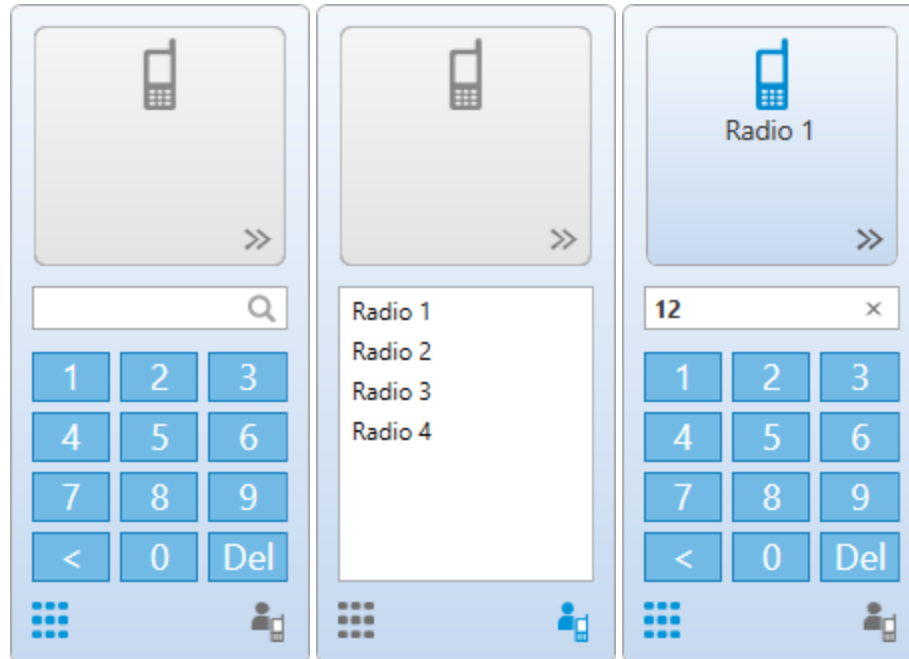 1 2 3
4 5 6
7 8 9
< 0 Del
Radio 1
Radio 2
Radio 3
Radio 4
Radio 1
12 ×
1 2 3
4 5 6
7 8 9
< 0 Del